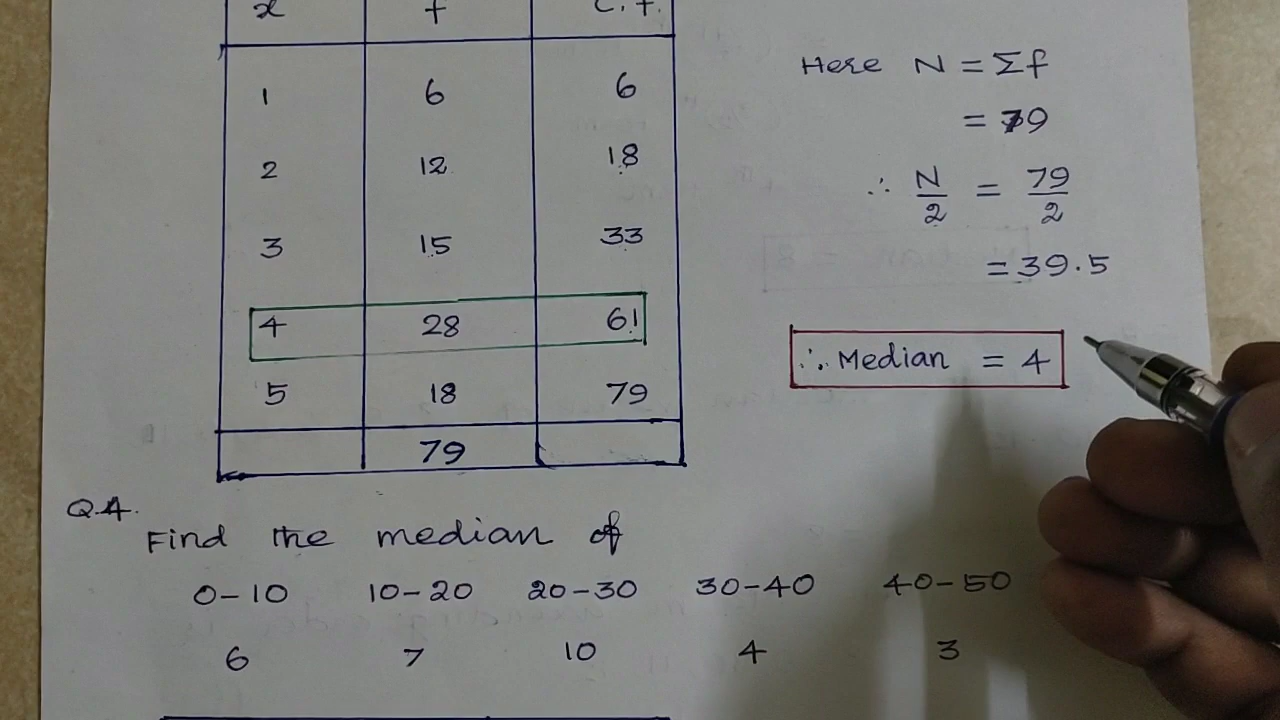 x f c.f.
1 6 6
2 12 18
3 15 33
4 28 61
5 18 79
79
Here N = Σf
= 79
∴ N/2 = 79/2
= 39.5
∴ Median = 4
Q.4.
Find the median of
0-10 10-20 20-30 30-40 40-50
6 7 10 4 3